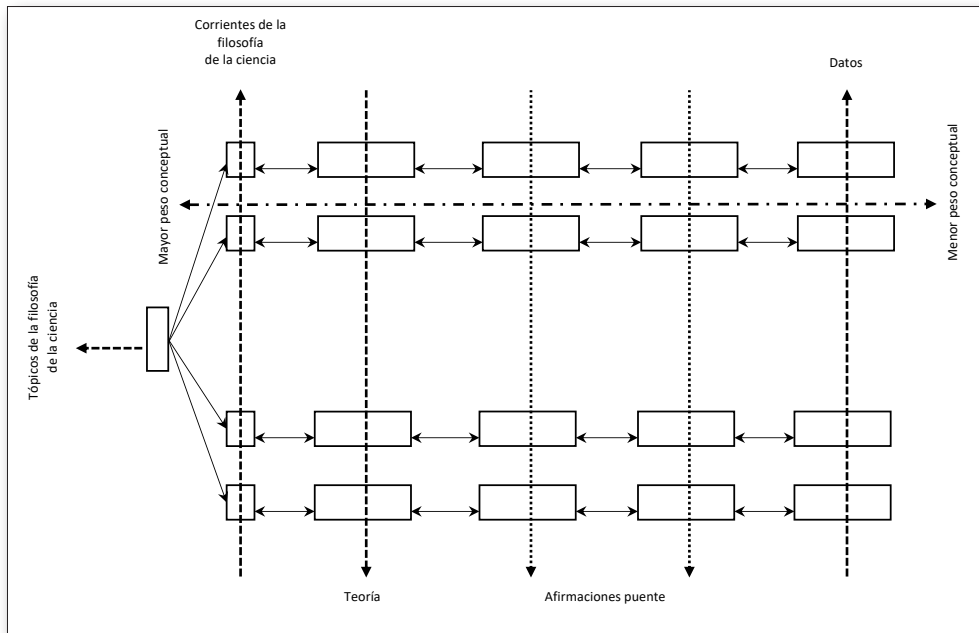 Corrientes de la
filosofía
de la ciencia
Datos
Mayor peso conceptual
Menor peso conceptual
Tópicos de la filosofía
de la ciencia
Teoría
Afirmaciones puente